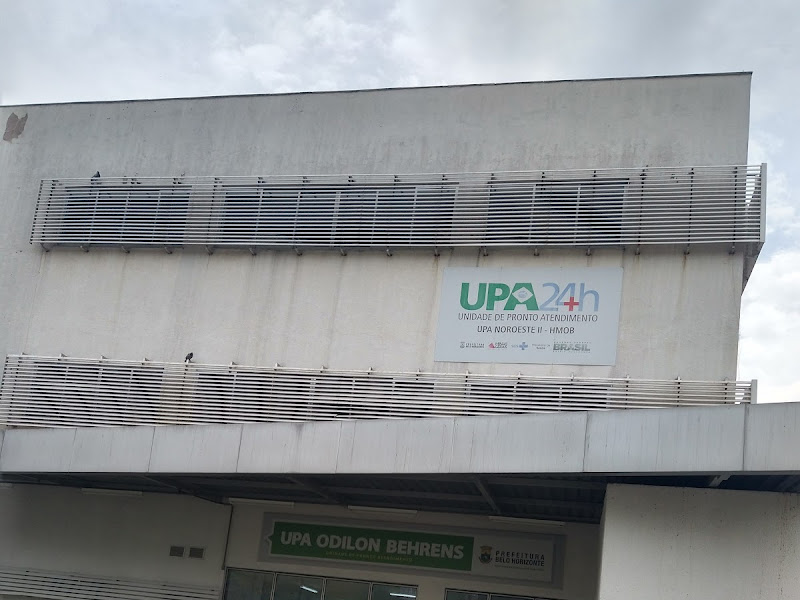 UPA24h
UNIDADE DE PRONTO ATENDIMENTO
UPA NOROESTE II - HMOB
BRASIL
UPA ODILON BEHRENS
PREFEITURA
BELO HORIZONTE